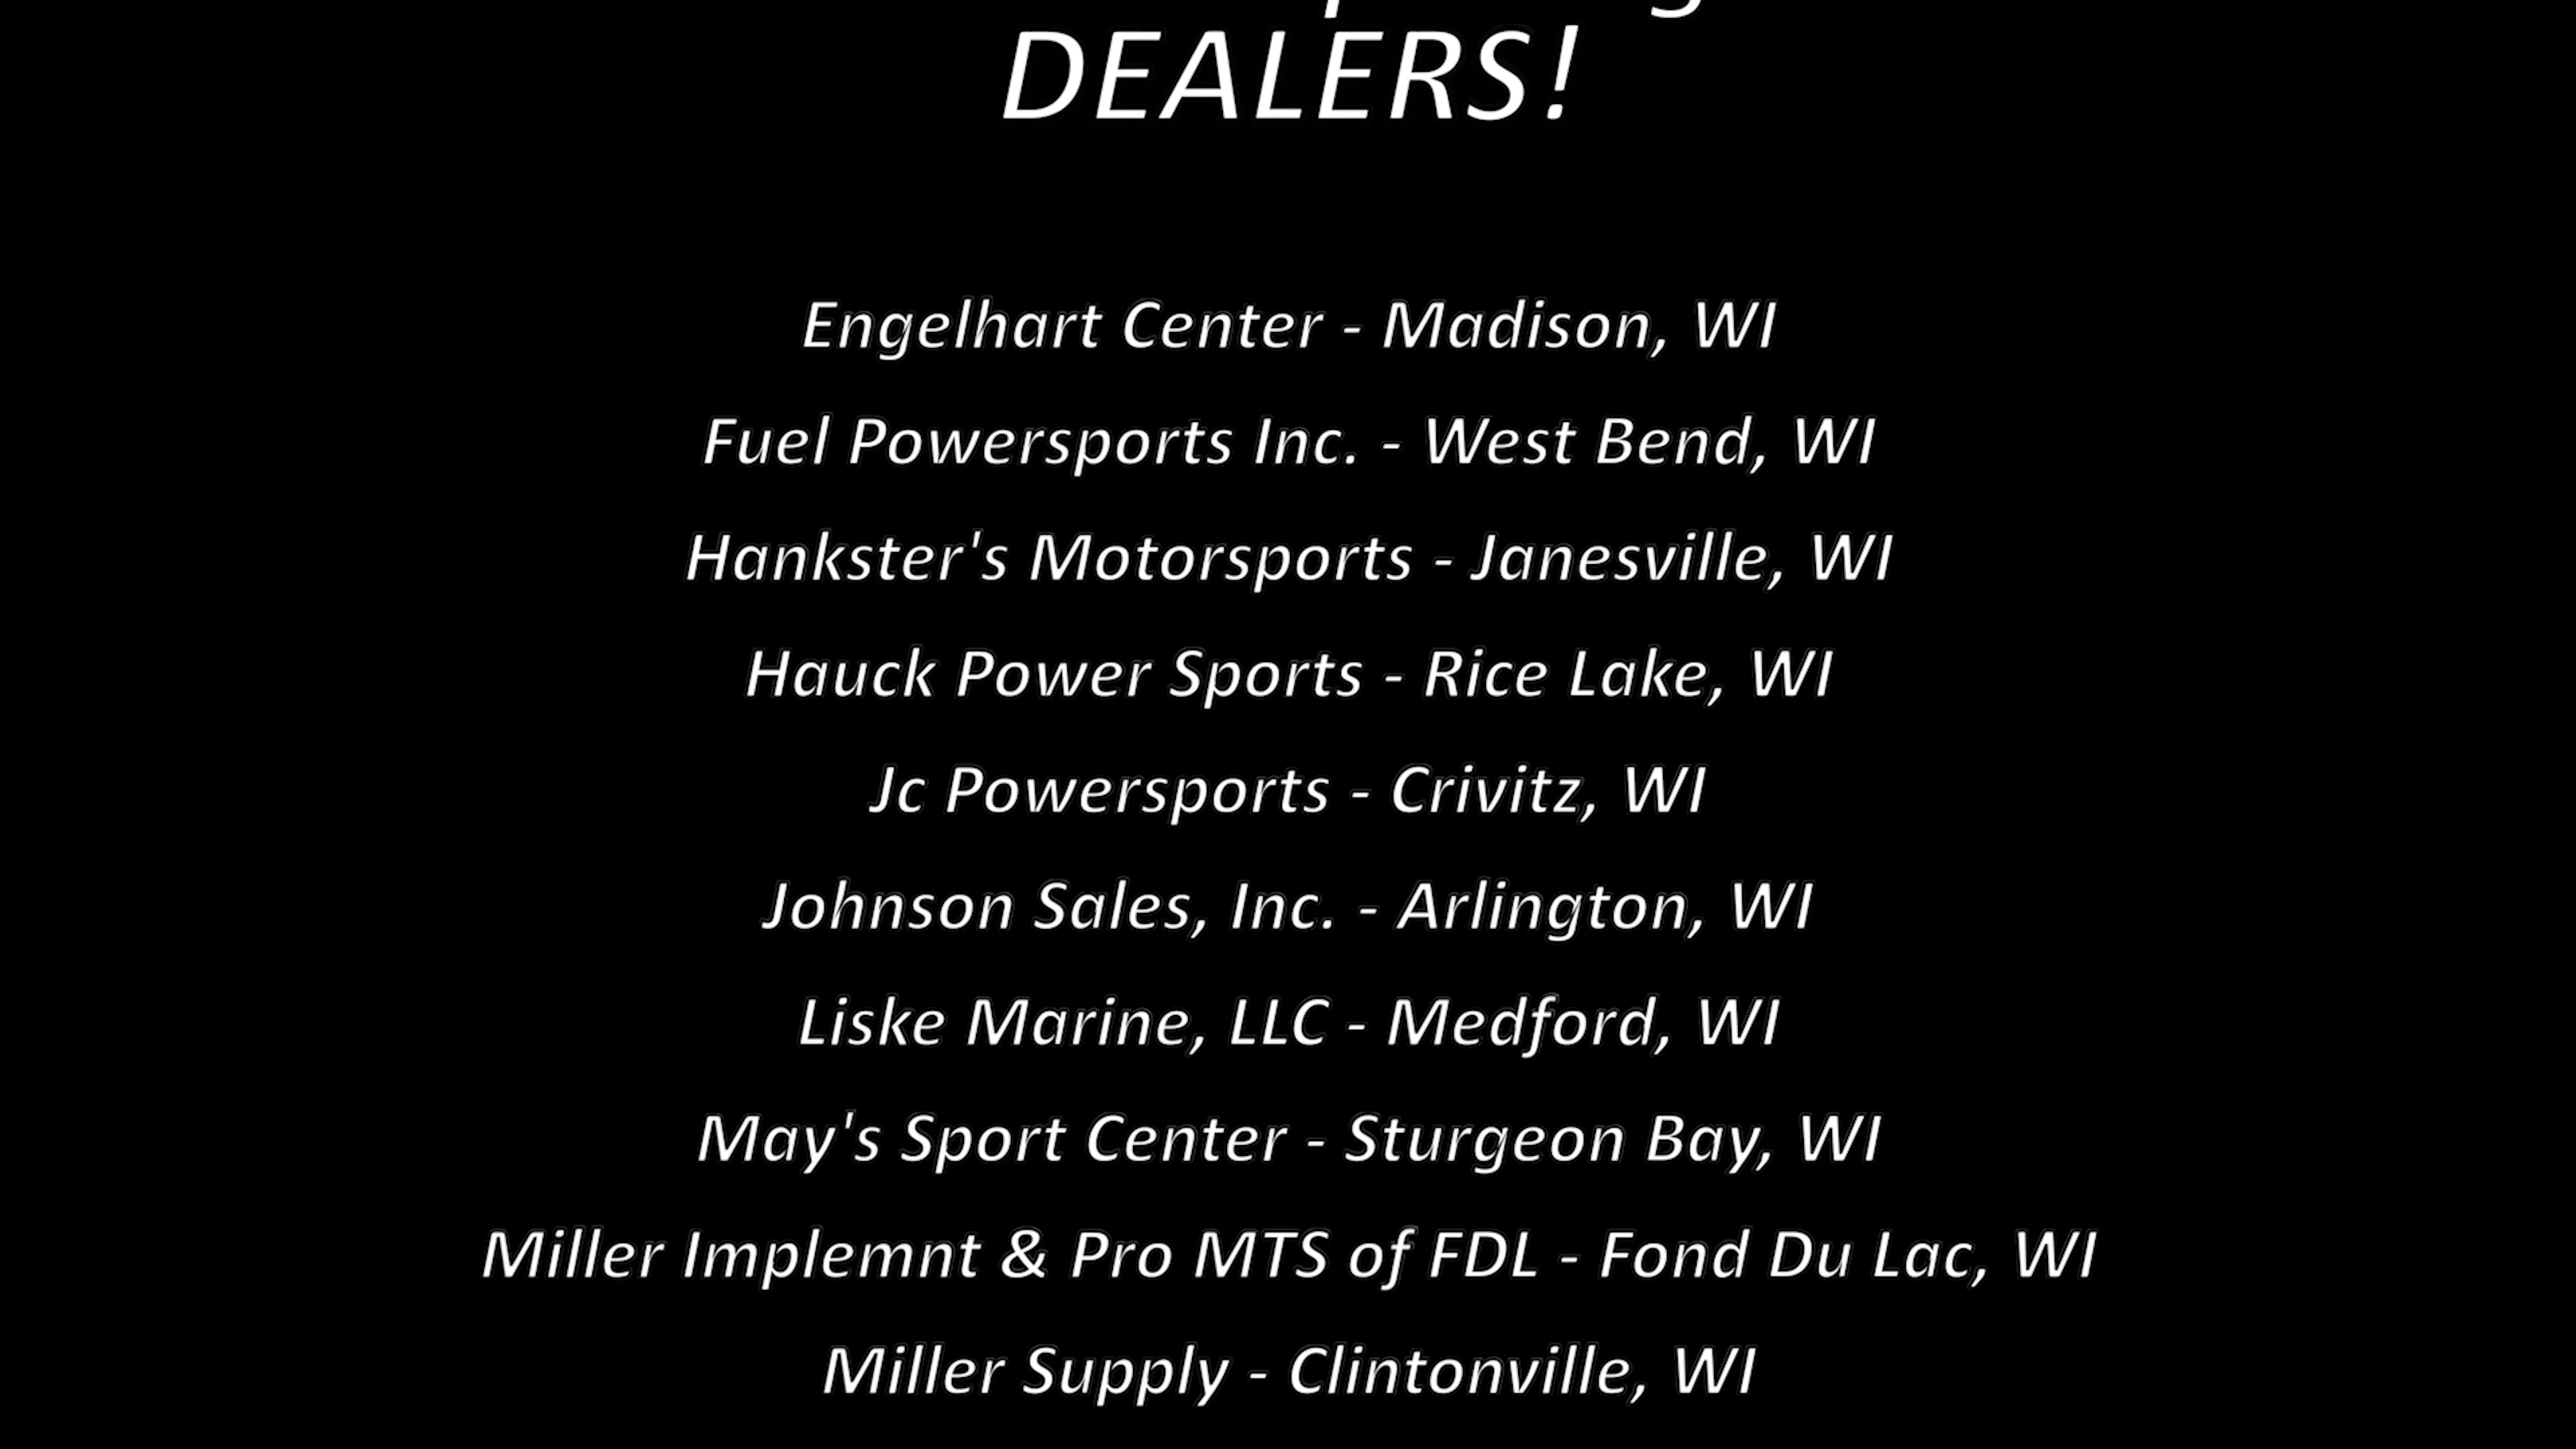 DEALERS!
Engelhart Center - Madison, WI
Fuel Powersports Inc. - West Bend, WI
Hankster's Motorsports - Janesville, WI
Hauck Power Sports - Rice Lake, WI
Jc Powersports - Crivitz, WI
Johnson Sales, Inc. - Arlington, WI
Liske Marine, LLC - Medford, WI
May's Sport Center - Sturgeon Bay, WI
Miller Implemnt & Pro MTS of FDL - Fond Du Lac, WI
Miller Supply - Clintonville, WI